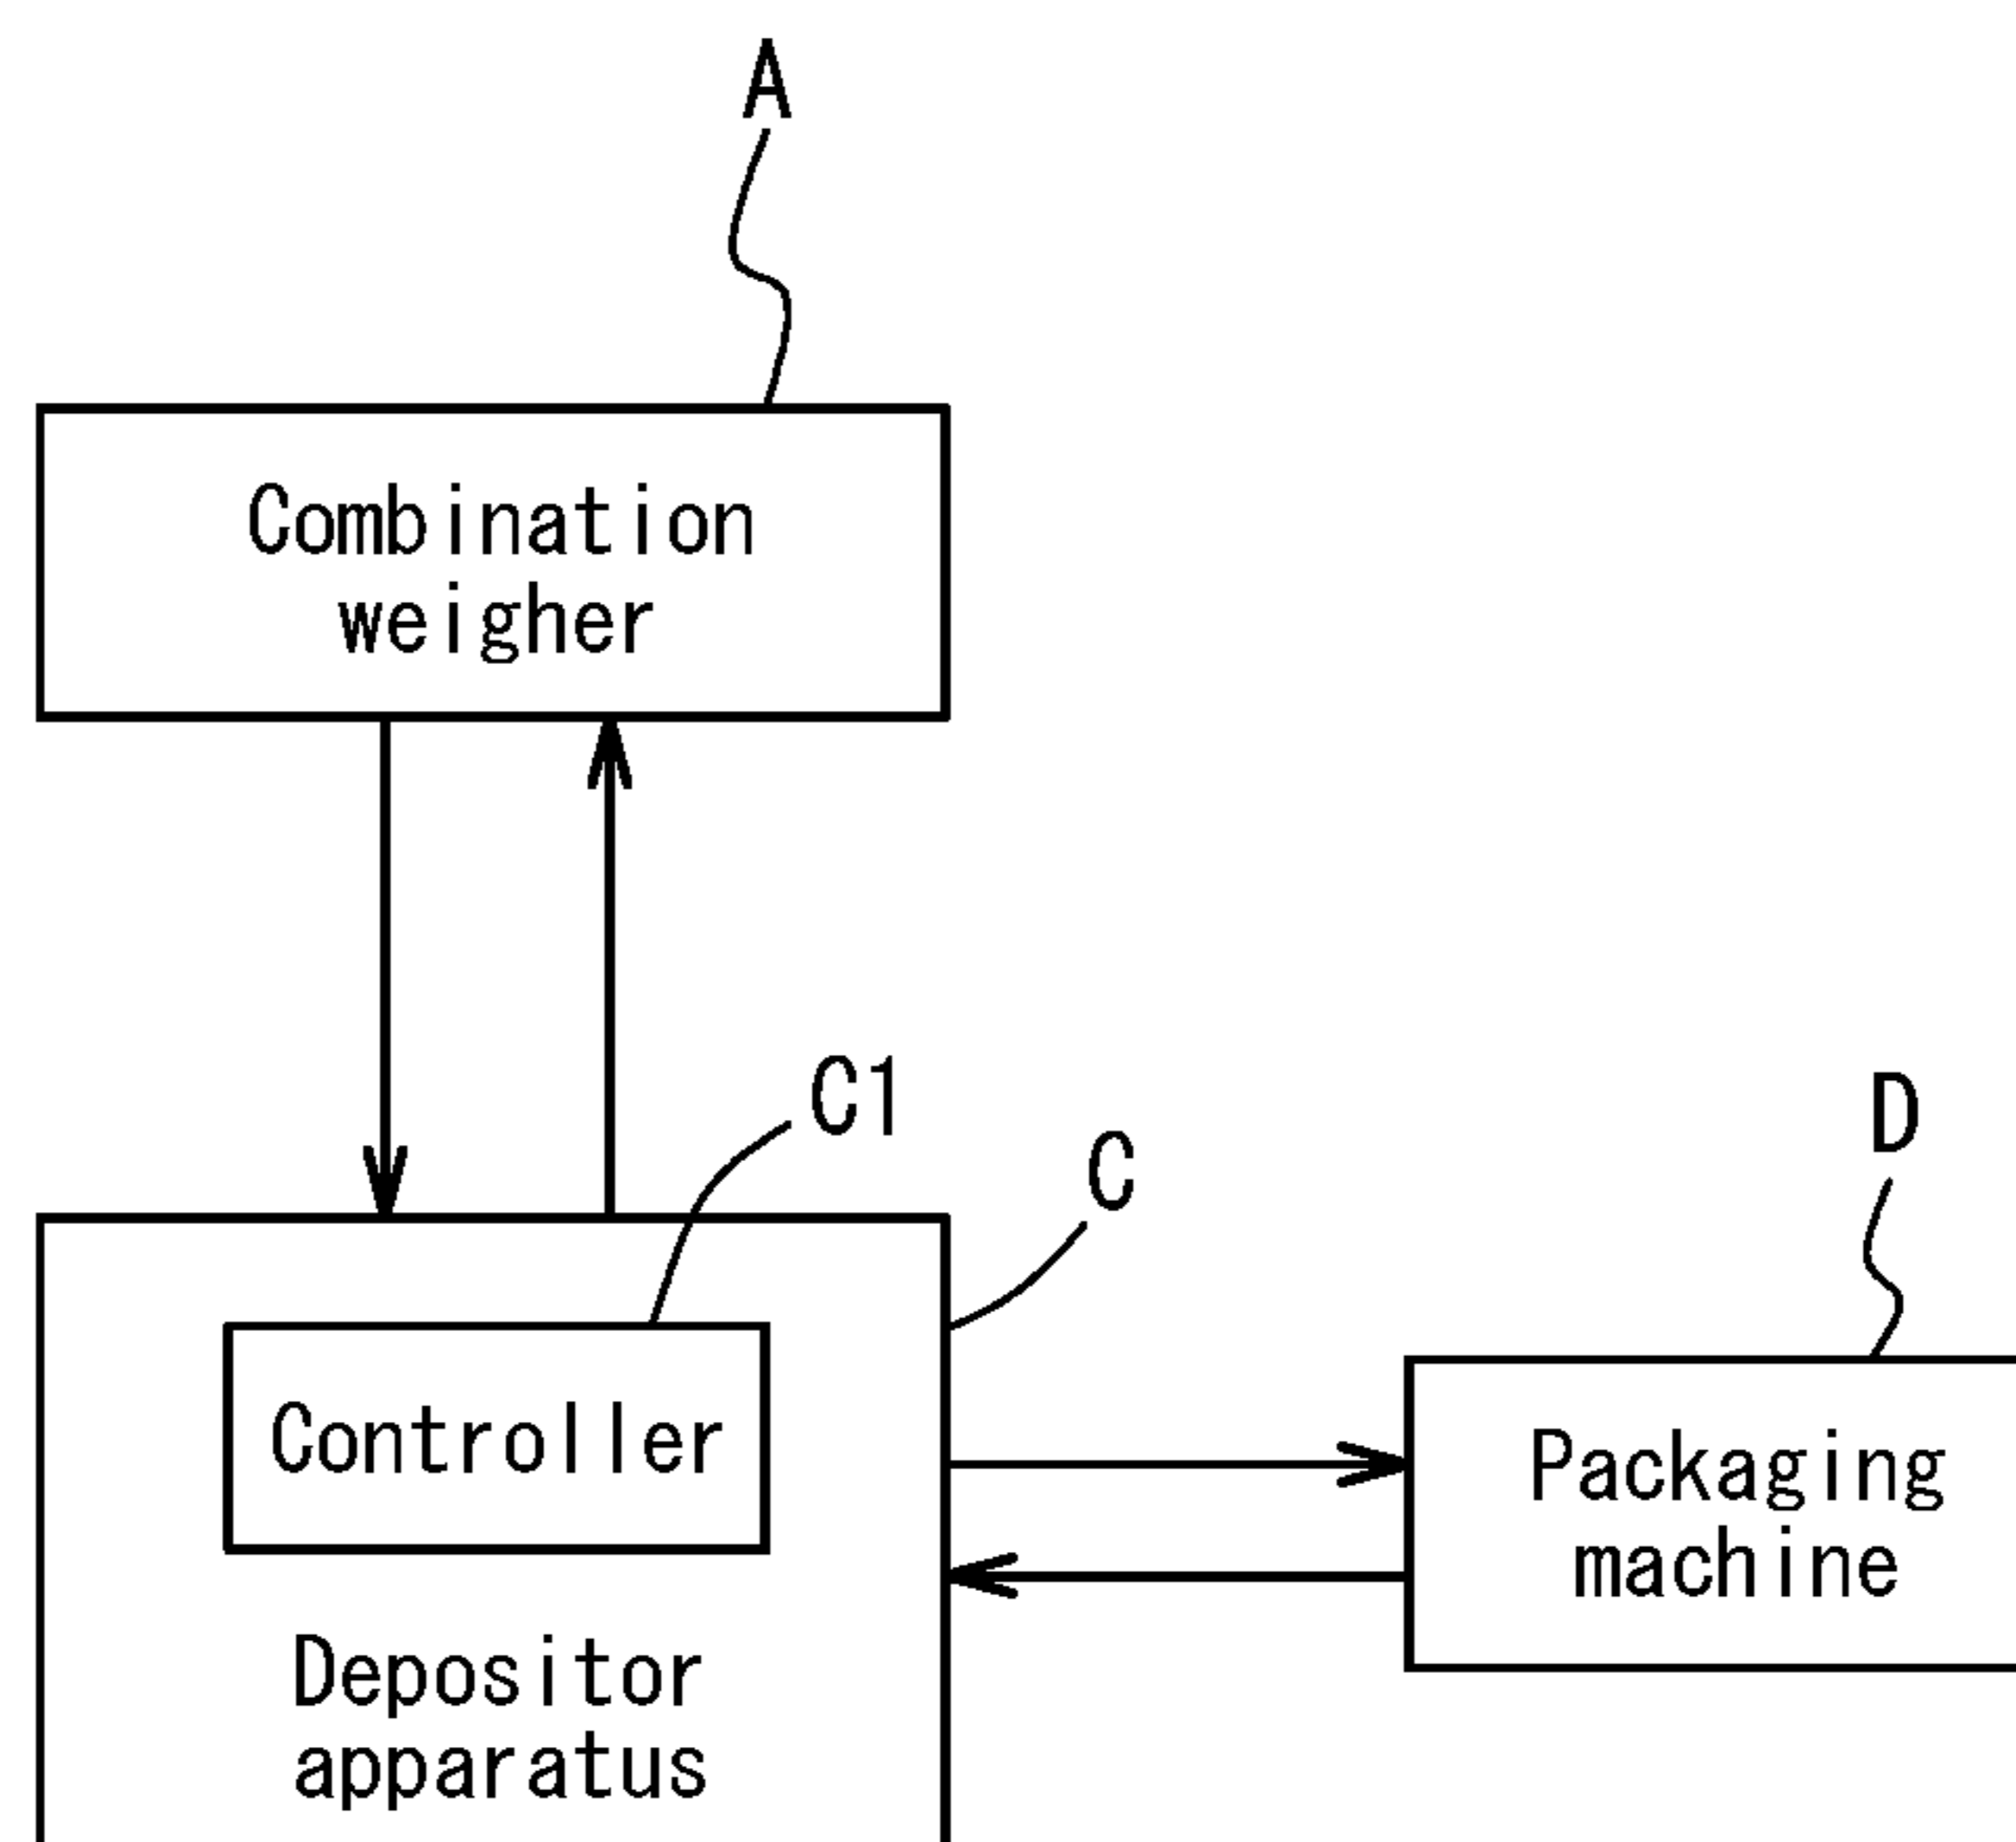 A
Combination
weigher
C1
C
D
Controller
Packaging
machine
Depositor
apparatus